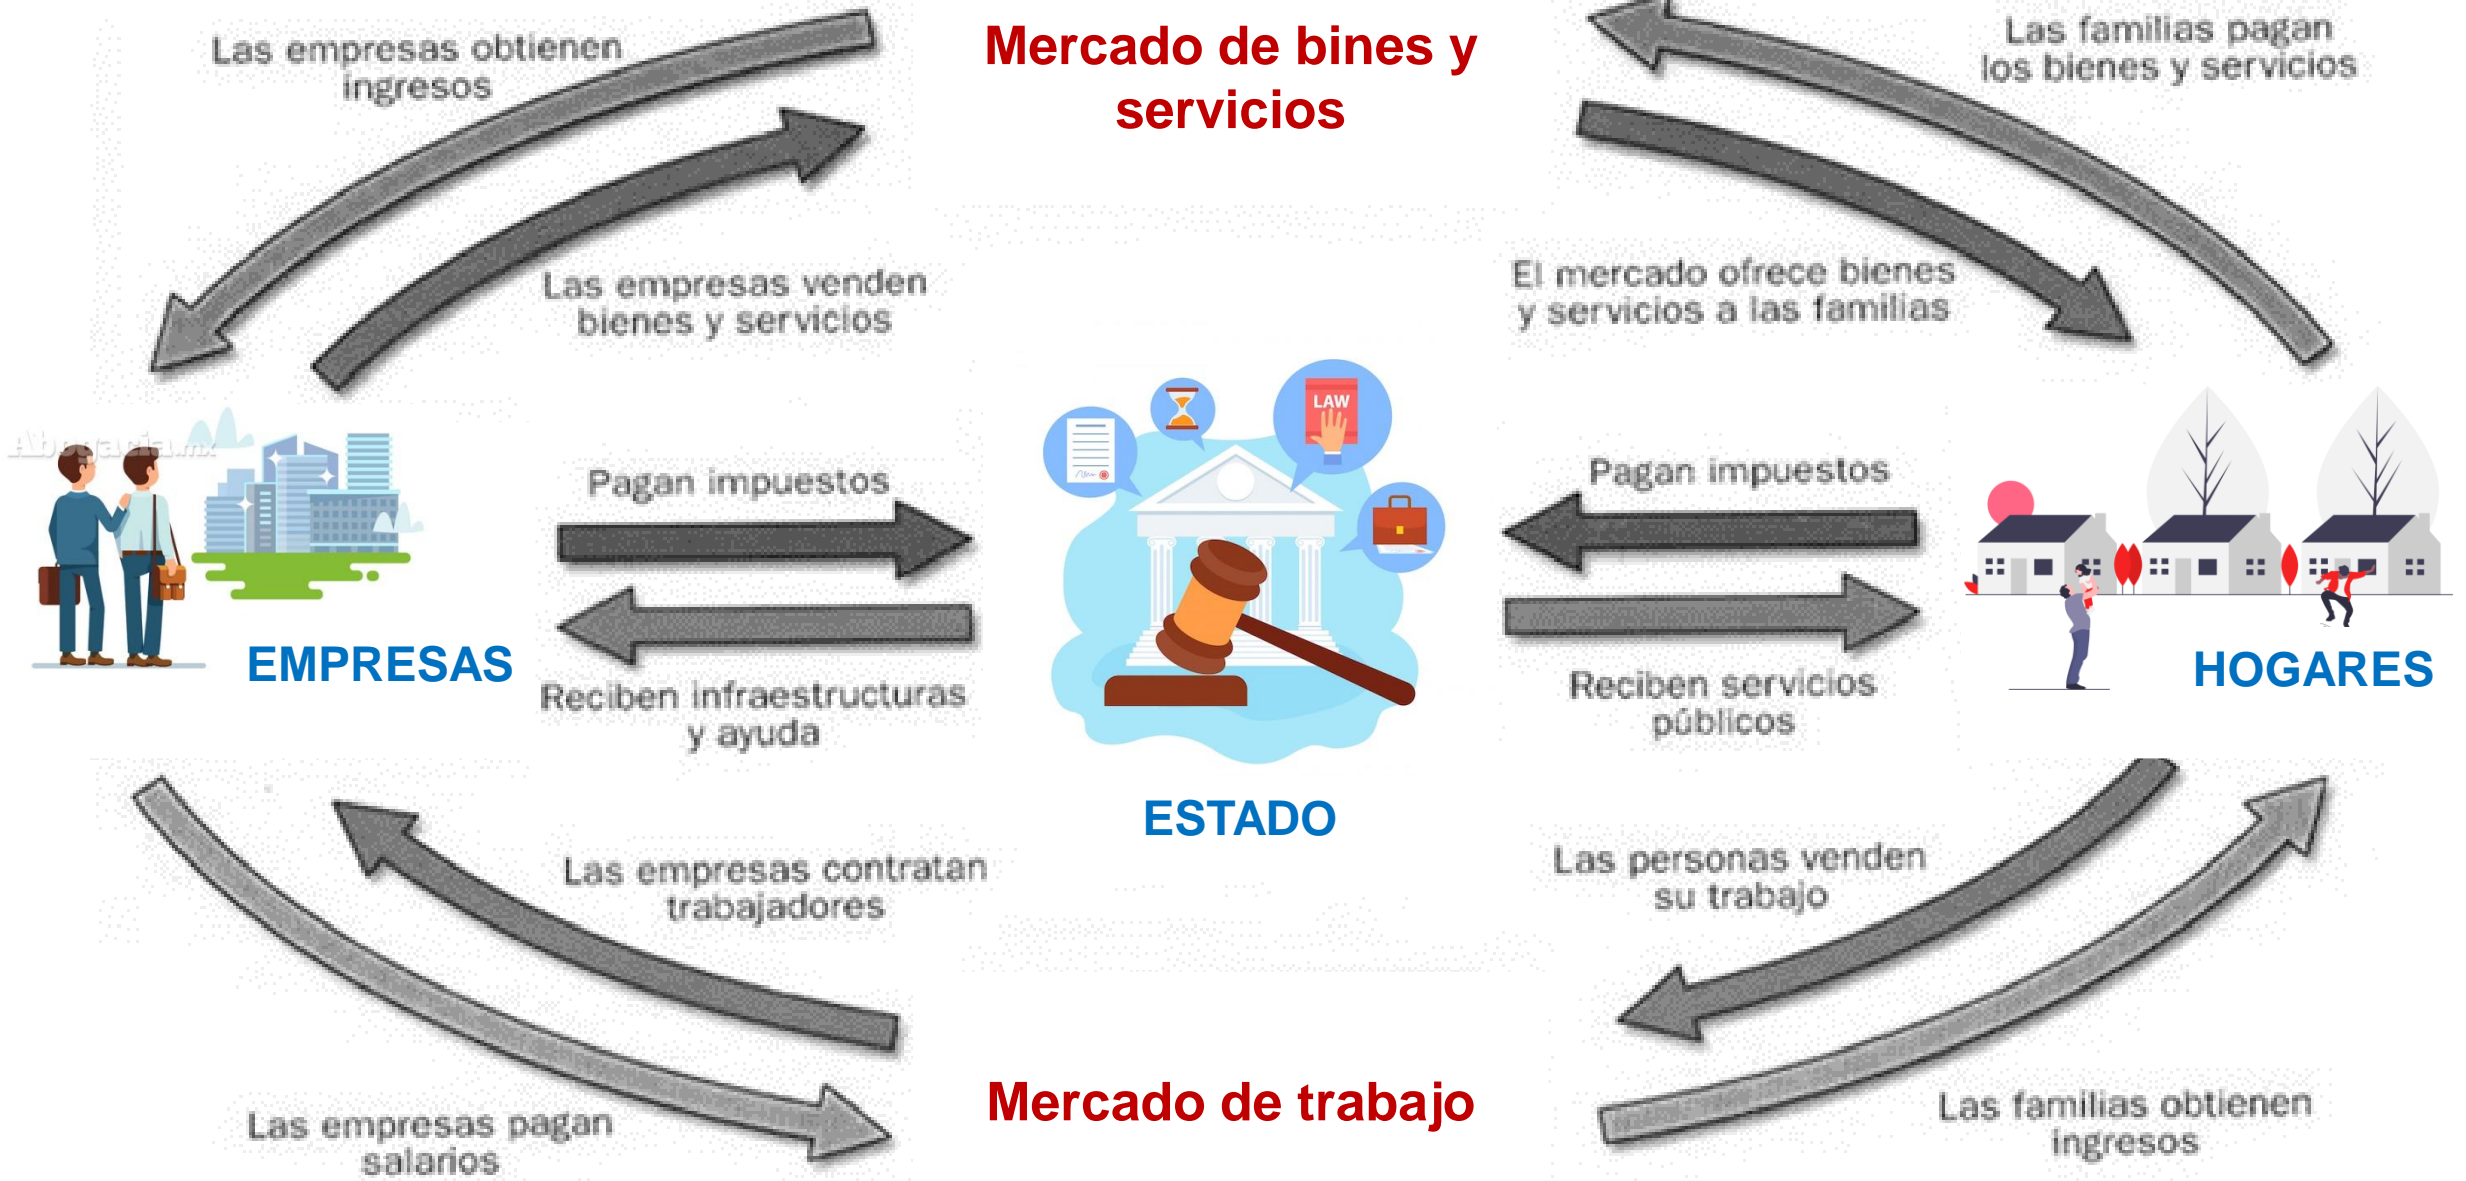 Las empresas obtienen
ingresos
Mercado de bines y
servicios
Las familias pagan
los bienes y servicios
Las empresas venden
bienes y servicios
El mercado ofrece bienes
y servicios a las familias
LAW
Abogacia.mx
Pagan impuestos
Pagan impuestos
EMPRESAS
Reciben infraestructuras
y ayuda
Reciben servicios
públicos
HOGARES
ESTADO
Las empresas contratan
trabajadores
Las personas venden
su trabajo
Mercado de trabajo
Las empresas pagan
salarios
Las familias obtienen
ingresos